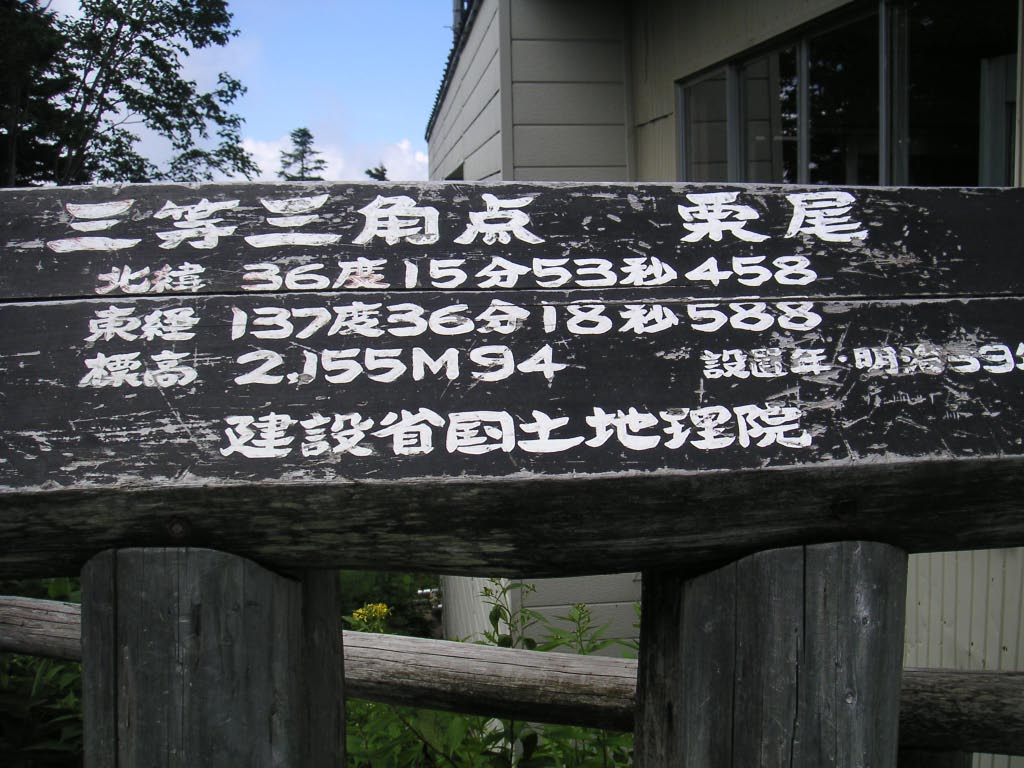 三等三角点 栗尾
北緯 36度15分53秒458
東経 137度36分18秒588
標高 2,155M94 設置年・明治39
建設省国土地理院